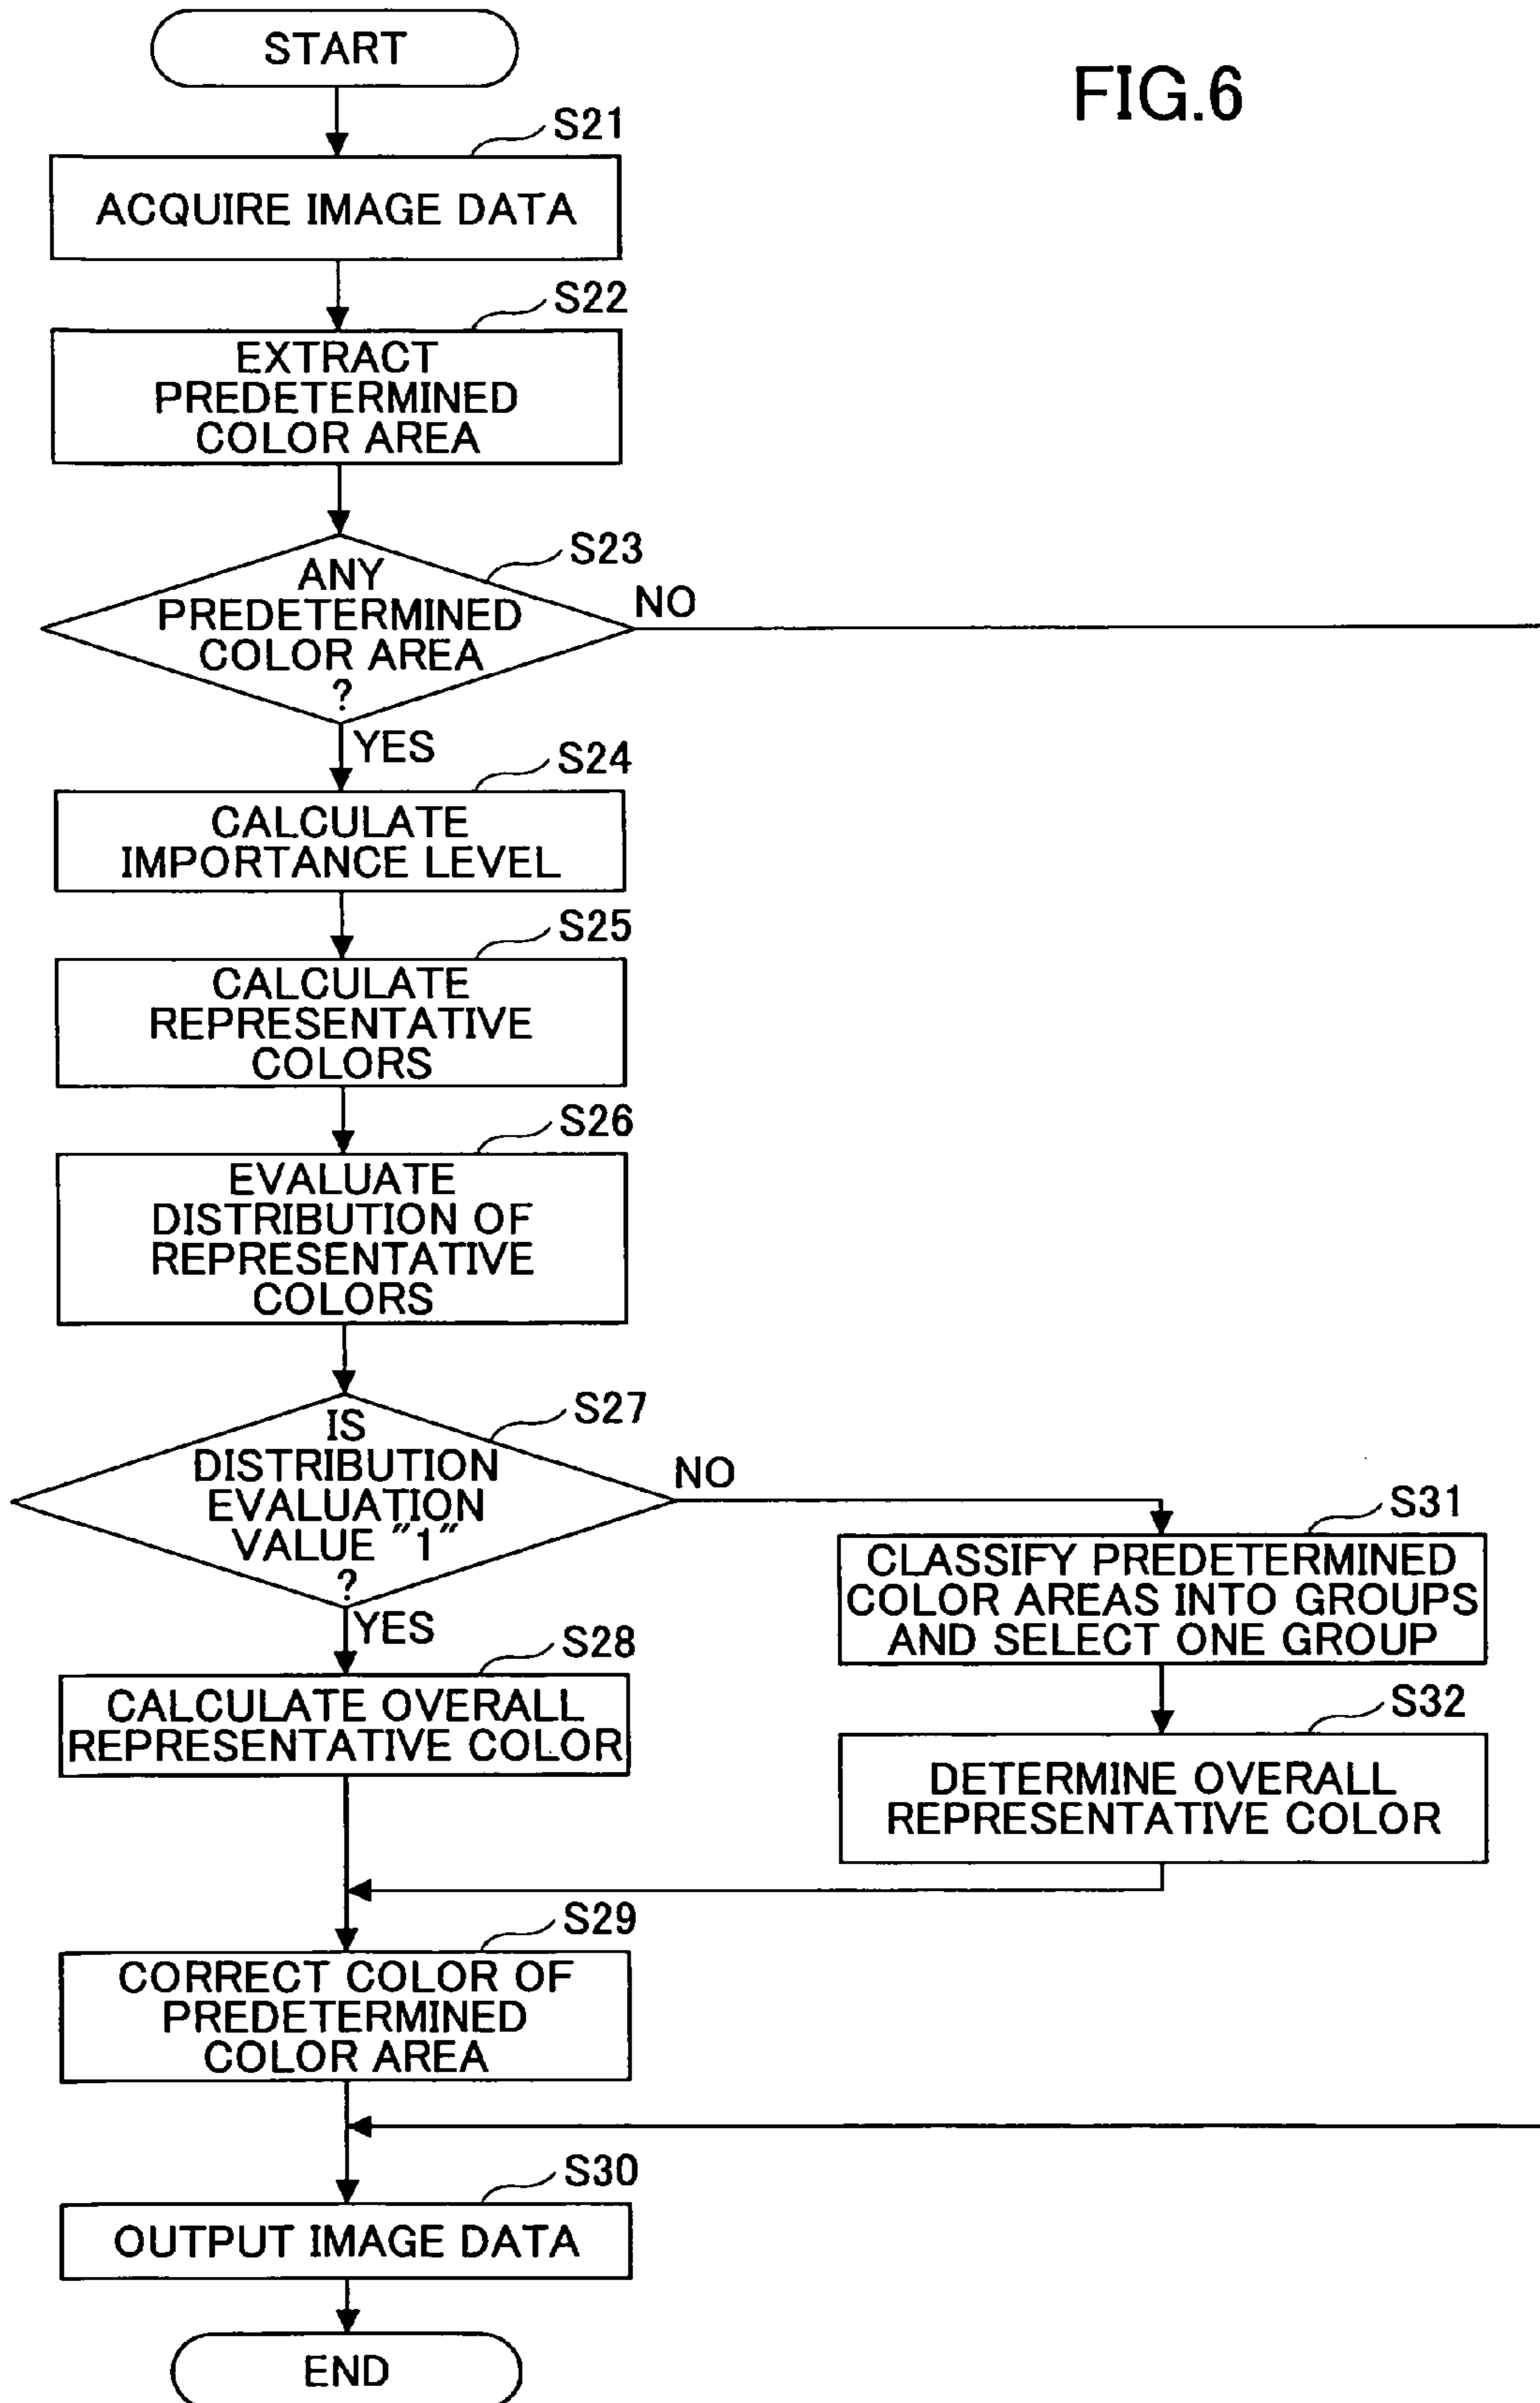 START
FIG.6
S21
ACQUIRE IMAGE DATA
S22
EXTRACT
PREDETERMINED
COLOR AREA
S23
ANY
PREDETERMINED
COLOR AREA
?
NO
YES
S24
CALCULATE
IMPORTANCE LEVEL
S25
CALCULATE
REPRESENTATIVE
COLORS
S26
EVALUATE
DISTRIBUTION OF
REPRESENTATIVE
COLORS
S27
IS
DISTRIBUTION
EVALUATION
VALUE "1"
?
NO
YES
S31
CLASSIFY PREDETERMINED
COLOR AREAS INTO GROUPS
AND SELECT ONE GROUP
S28
CALCULATE OVERALL
REPRESENTATIVE COLOR
S32
DETERMINE OVERALL
REPRESENTATIVE COLOR
S29
CORRECT COLOR OF
PREDETERMINED
COLOR AREA
S30
OUTPUT IMAGE DATA
END